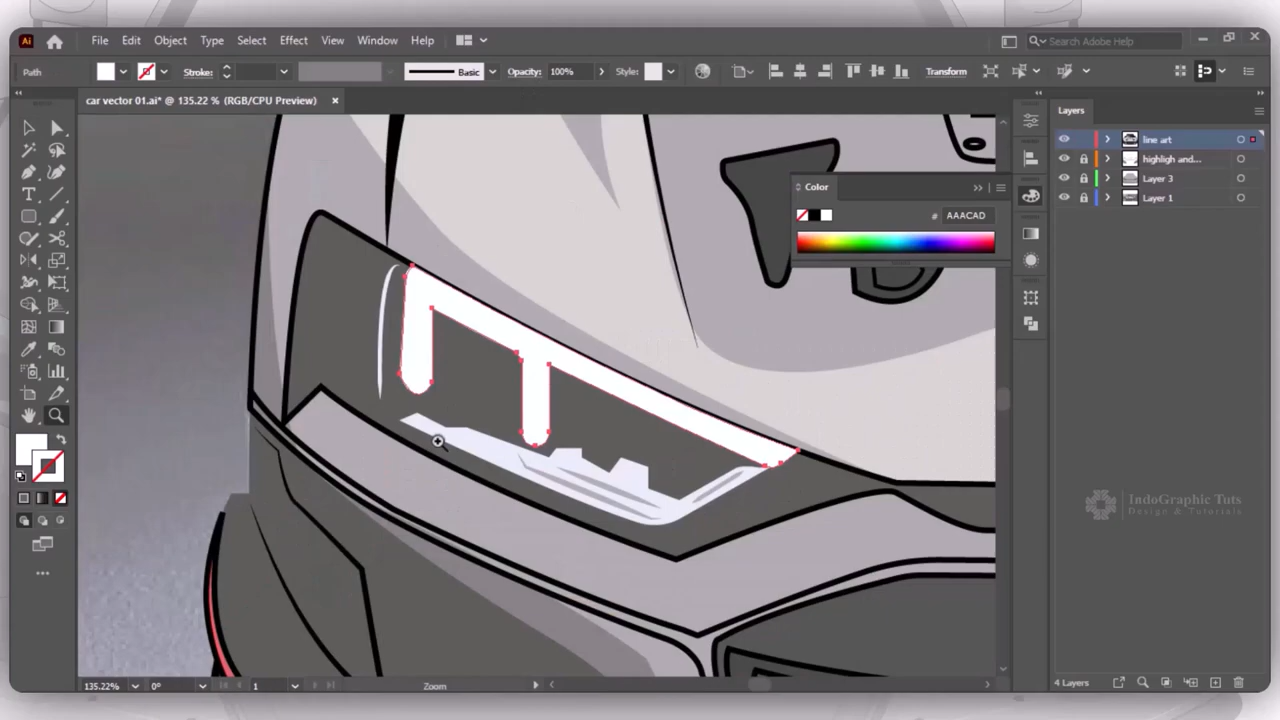 Ai File Edit Object Type Select Effect View Window Help Search Adobe Help
Path Stroke: Basic Opacity: 100% Style: Transform
car vector 01.ai* @ 135.22 % (RGB/CPU Preview) ×
Layers
line art
highligh and...
Layer 3
Layer 1
Color
# AAACAD
IndoGraphic Tuts
Design & Tutorials
135.22% 0° 1 Zoom
4 Layers